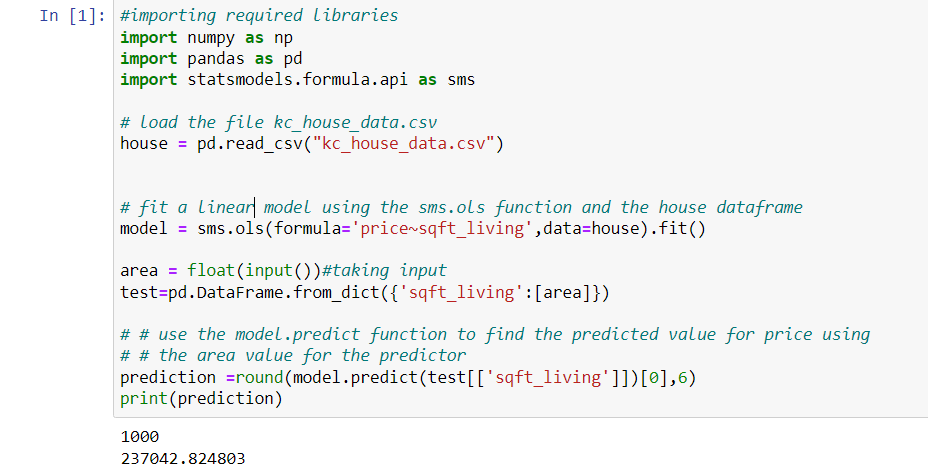 In [1]: #importing required libraries
import numpy as np
import pandas as pd
import statsmodels.formula.api as sms
# load the file kc_house_data.csv
house = pd.read_csv("kc_house_data.csv")
# fit a linear model using the sms.ols function and the house dataframe
model = sms.ols(formula='price~sqft_living',data=house).fit()
area = float(input())#taking input
test=pd.DataFrame.from_dict({'sqft_living':[area]})
# # use the model.predict function to find the predicted value for price using
# # the area value for the predictor
prediction =round(model.predict(test[['sqft_living']])[0],6)
print(prediction)
1000
237042.824803